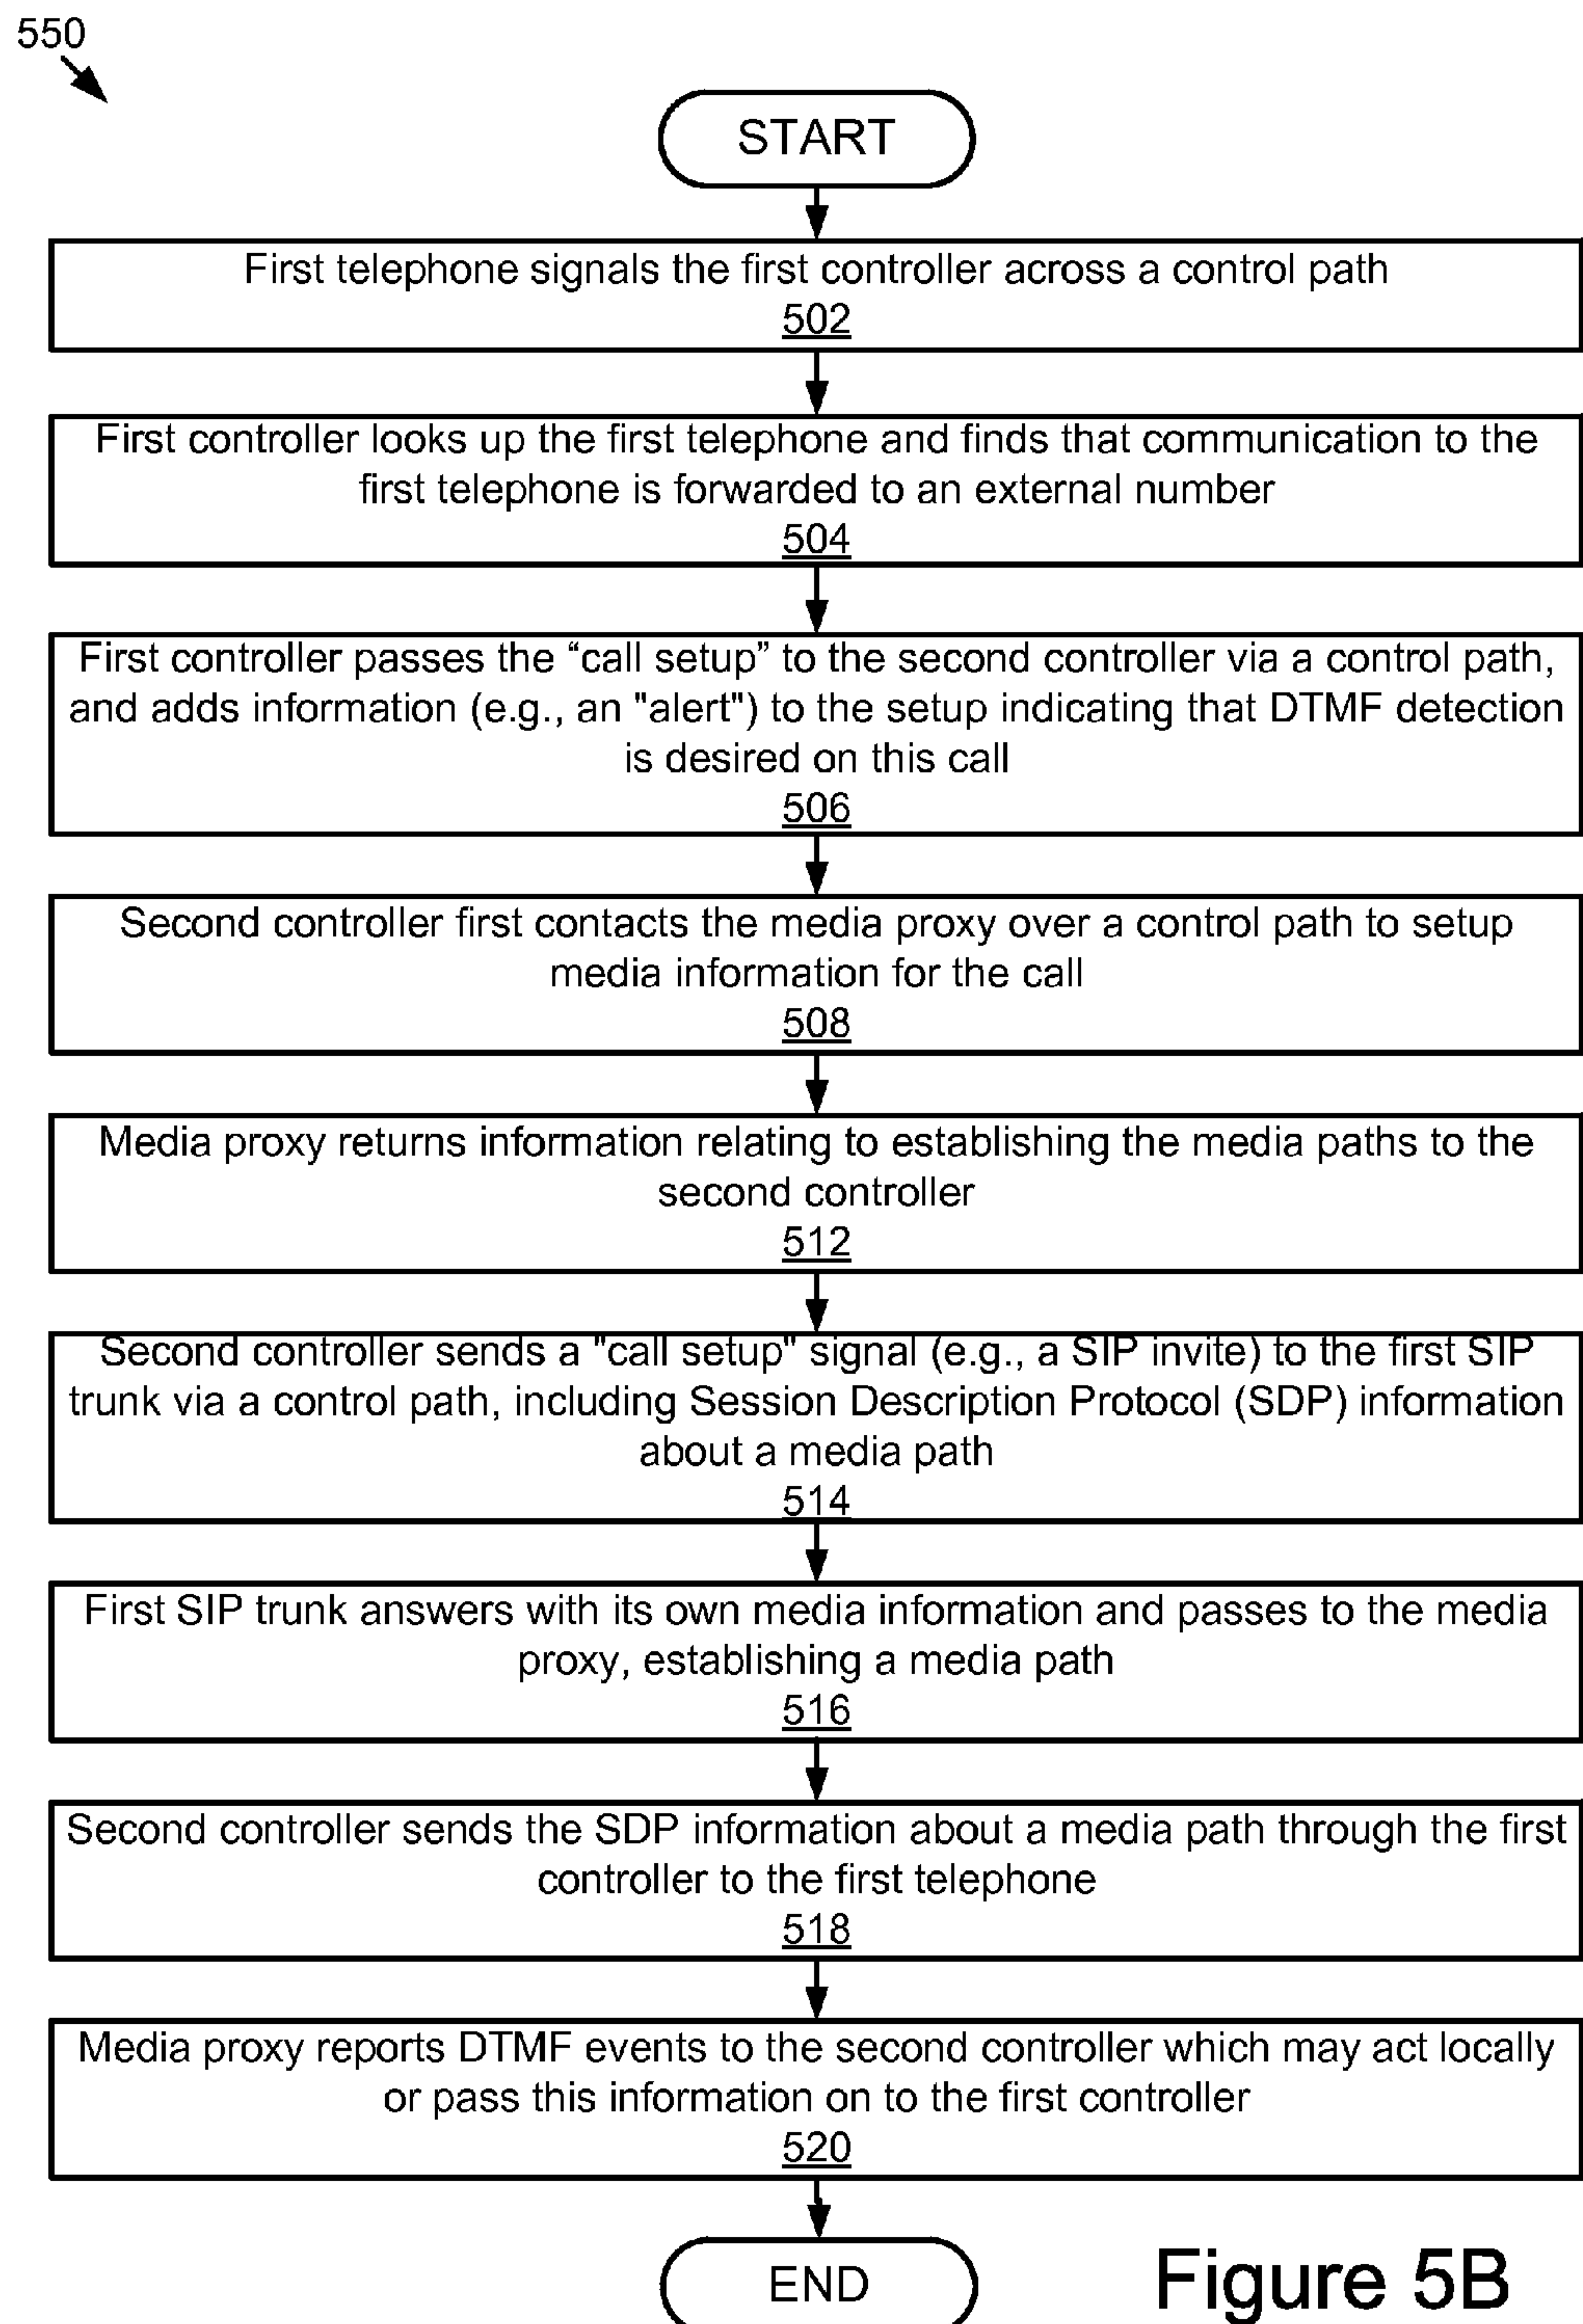 550
START
First telephone signals the first controller across a control path
502
First controller looks up the first telephone and finds that communication to the
first telephone is forwarded to an external number
504
First controller passes the “call setup” to the second controller via a control path,
and adds information (e.g., an "alert") to the setup indicating that DTMF detection
is desired on this call
506
Second controller first contacts the media proxy over a control path to setup
media information for the call
508
Media proxy returns information relating to establishing the media paths to the
second controller
512
Second controller sends a "call setup" signal (e.g., a SIP invite) to the first SIP
trunk via a control path, including Session Description Protocol (SDP) information
about a media path
514
First SIP trunk answers with its own media information and passes to the media
proxy, establishing a media path
516
Second controller sends the SDP information about a media path through the first
controller to the first telephone
518
Media proxy reports DTMF events to the second controller which may act locally
or pass this information on to the first controller
520
END
Figure 5B